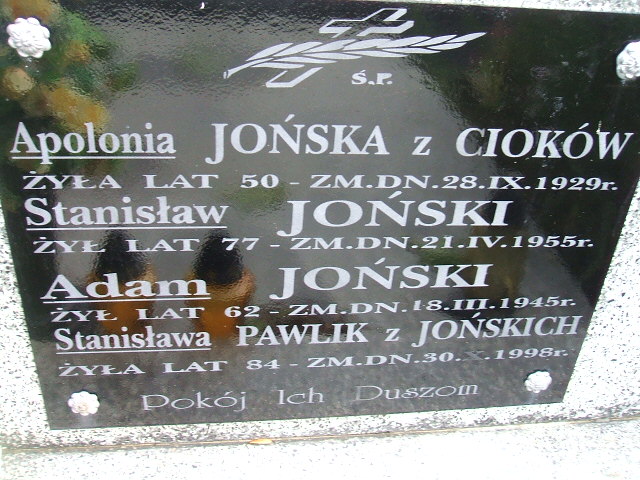 Ś.P.
Apolonia JOŃSKA z CIOKÓW
ŻYŁA LAT 50 - ZM.DN.28.IX.1929r.
Stanisław JOŃSKI
ŻYŁ LAT 77 - ZM.DN.21.IV.1955r.
Adam JOŃSKI
ŻYŁ LAT 62 - ZM.DN.18.III.1945r.
Stanisława PAWLIK z JOŃSKICH
ŻYŁA LAT 84 - ZM.DN.30.X.1998r.
Pokój Ich Duszom